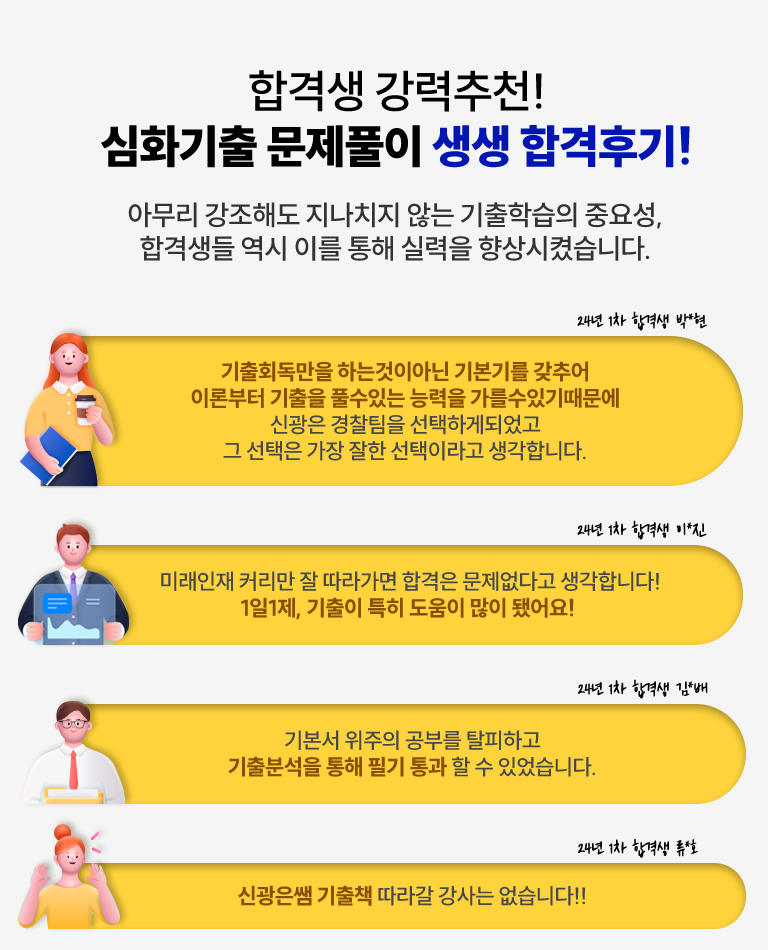 합격생 강력추천!
심화기출 문제풀이 생생 합격후기!
아무리 강조해도 지나치지 않는 기출학습의 중요성,
합격생들 역시 이를 통해 실력을 향상시켰습니다.
24년 1차 합격생 박*현
기출회독만을 하는것이아닌 기본기를 갖추어
이론부터 기출을 풀수있는 능력을 가를수있기때문에
신광은 경찰팀을 선택하게되었고
그 선택은 가장 잘한 선택이라고 생각합니다.
24년 1차 합격생 이*진
미래인재 커리만 잘 따라가면 합격은 문제없다고 생각합니다!
1일1제, 기출이 특히 도움이 많이 됐어요!
24년 1차 합격생 김*배
기본서 위주의 공부를 탈피하고
기출분석을 통해 필기 통과 할 수 있었습니다.
24년 1차 합격생 류*호
신광은쌤 기출책 따라갈 강사는 없습니다!!